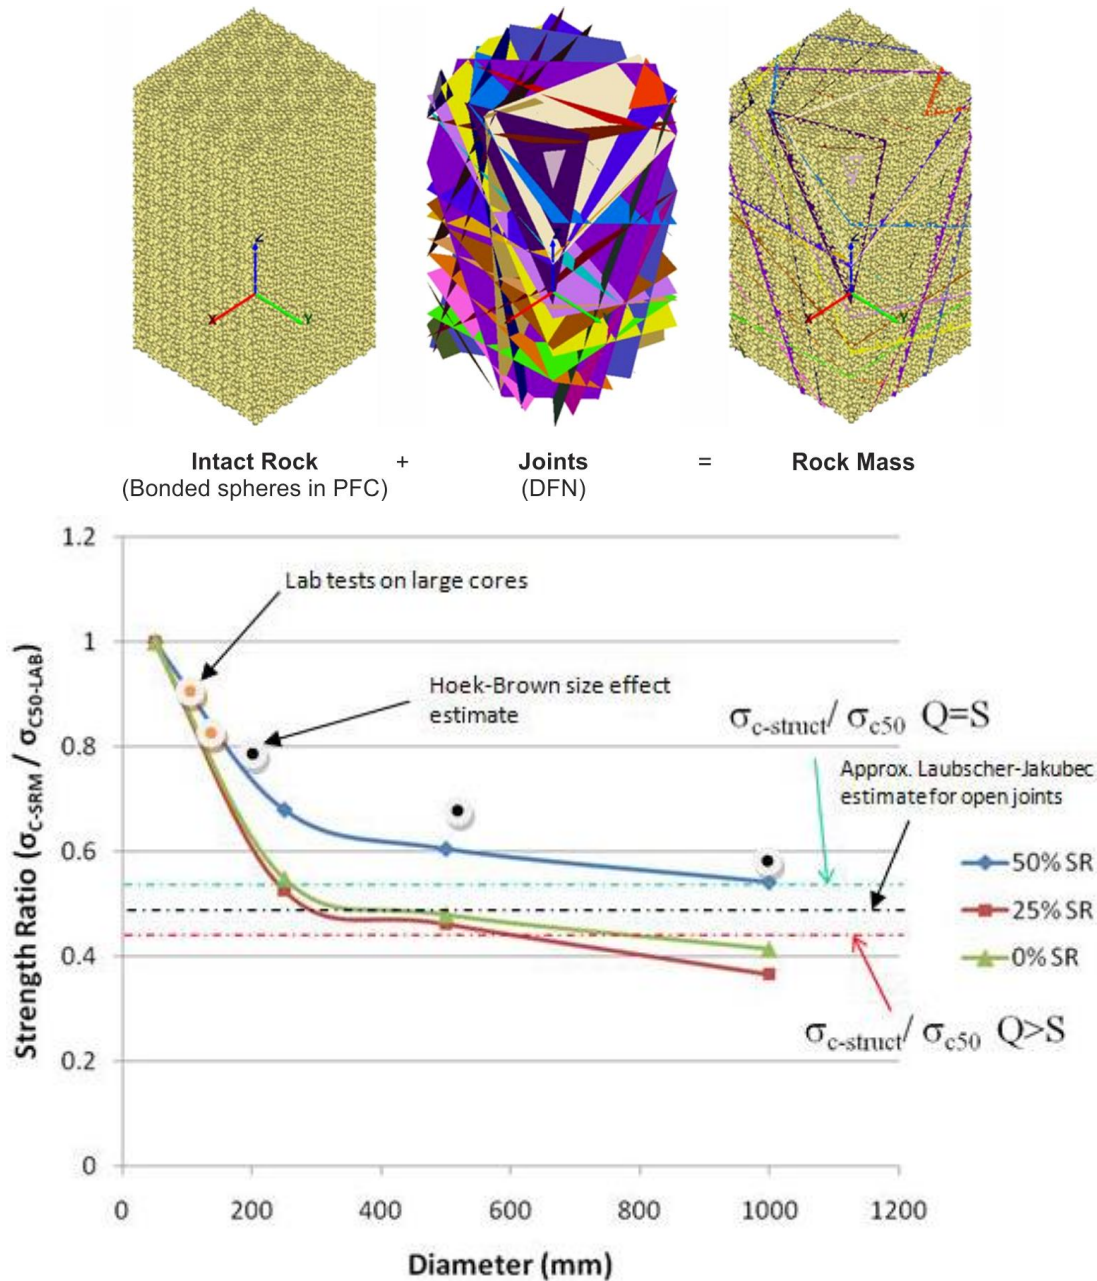 Z
X
Y
X
Y
Intact Rock + Joints = Rock Mass
(Bonded spheres in PFC) (DFN)
1.2
1
0.8
0.6
0.4
0.2
0
Strength Ratio (σC-SRM / σC50-LAB)
Lab tests on large cores
Hoek-Brown size effect
estimate
σc-struct/ σc50 Q=S
Approx. Laubscher-Jakubec
estimate for open joints
50% SR
25% SR
0% SR
σc-struct/ σc50 Q>S
0 200 400 600 800 1000 1200
Diameter (mm)